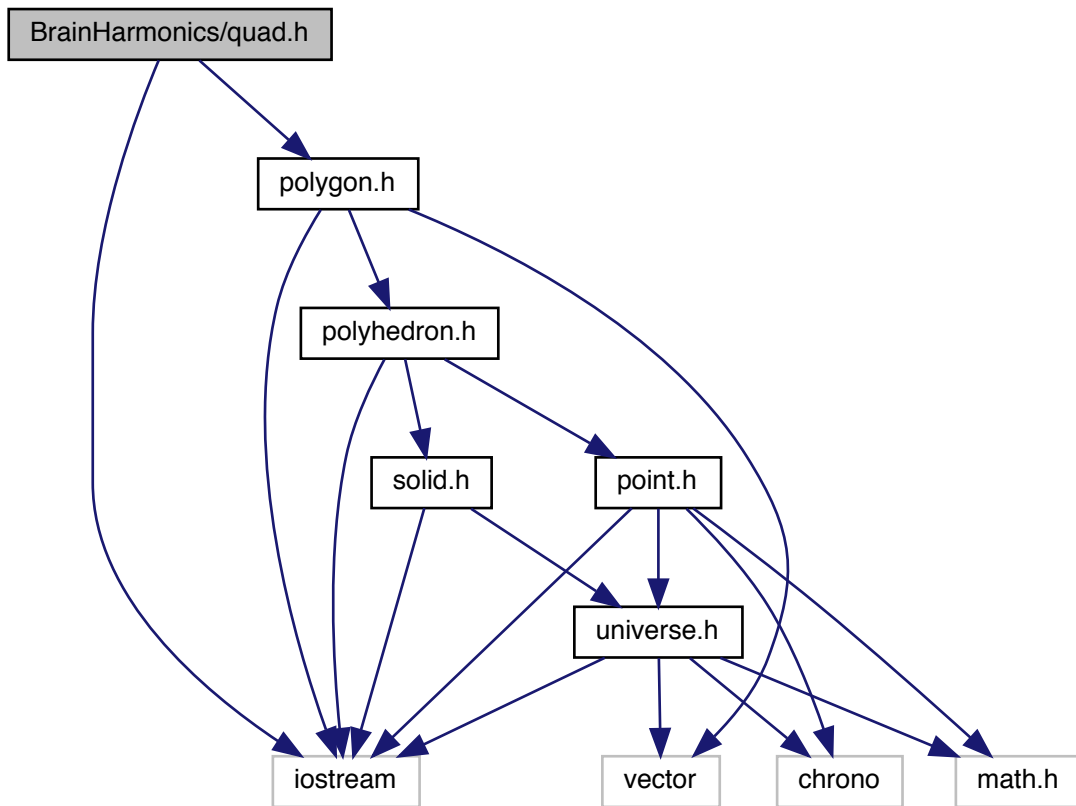 BrainHarmonics/quad.h
polygon.h
polyhedron.h
solid.h
point.h
universe.h
iostream
vector
chrono
math.h